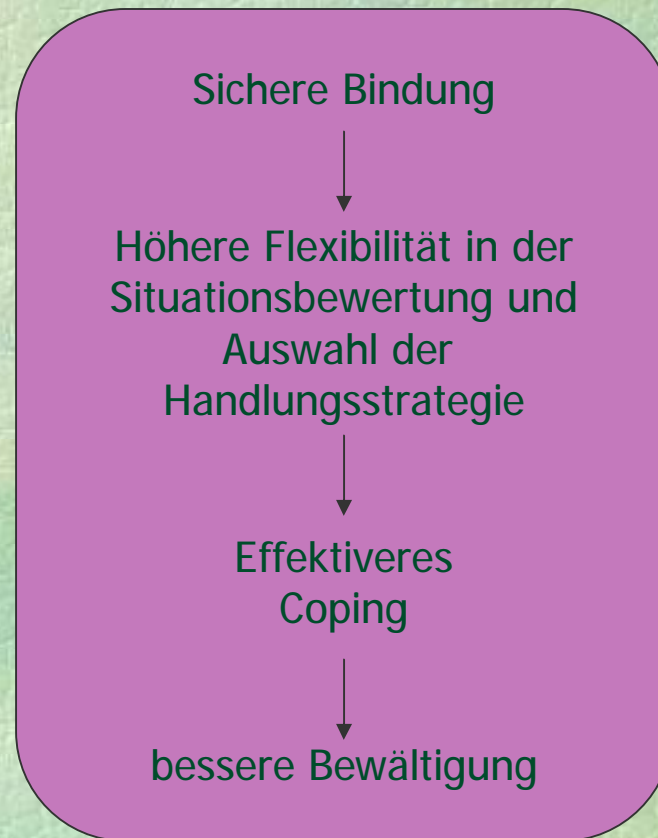 Sichere Bindung
Höhere Flexibilität in der
Situationsbewertung und
Auswahl der
Handlungsstrategie
Effektiveres
Coping
bessere Bewältigung